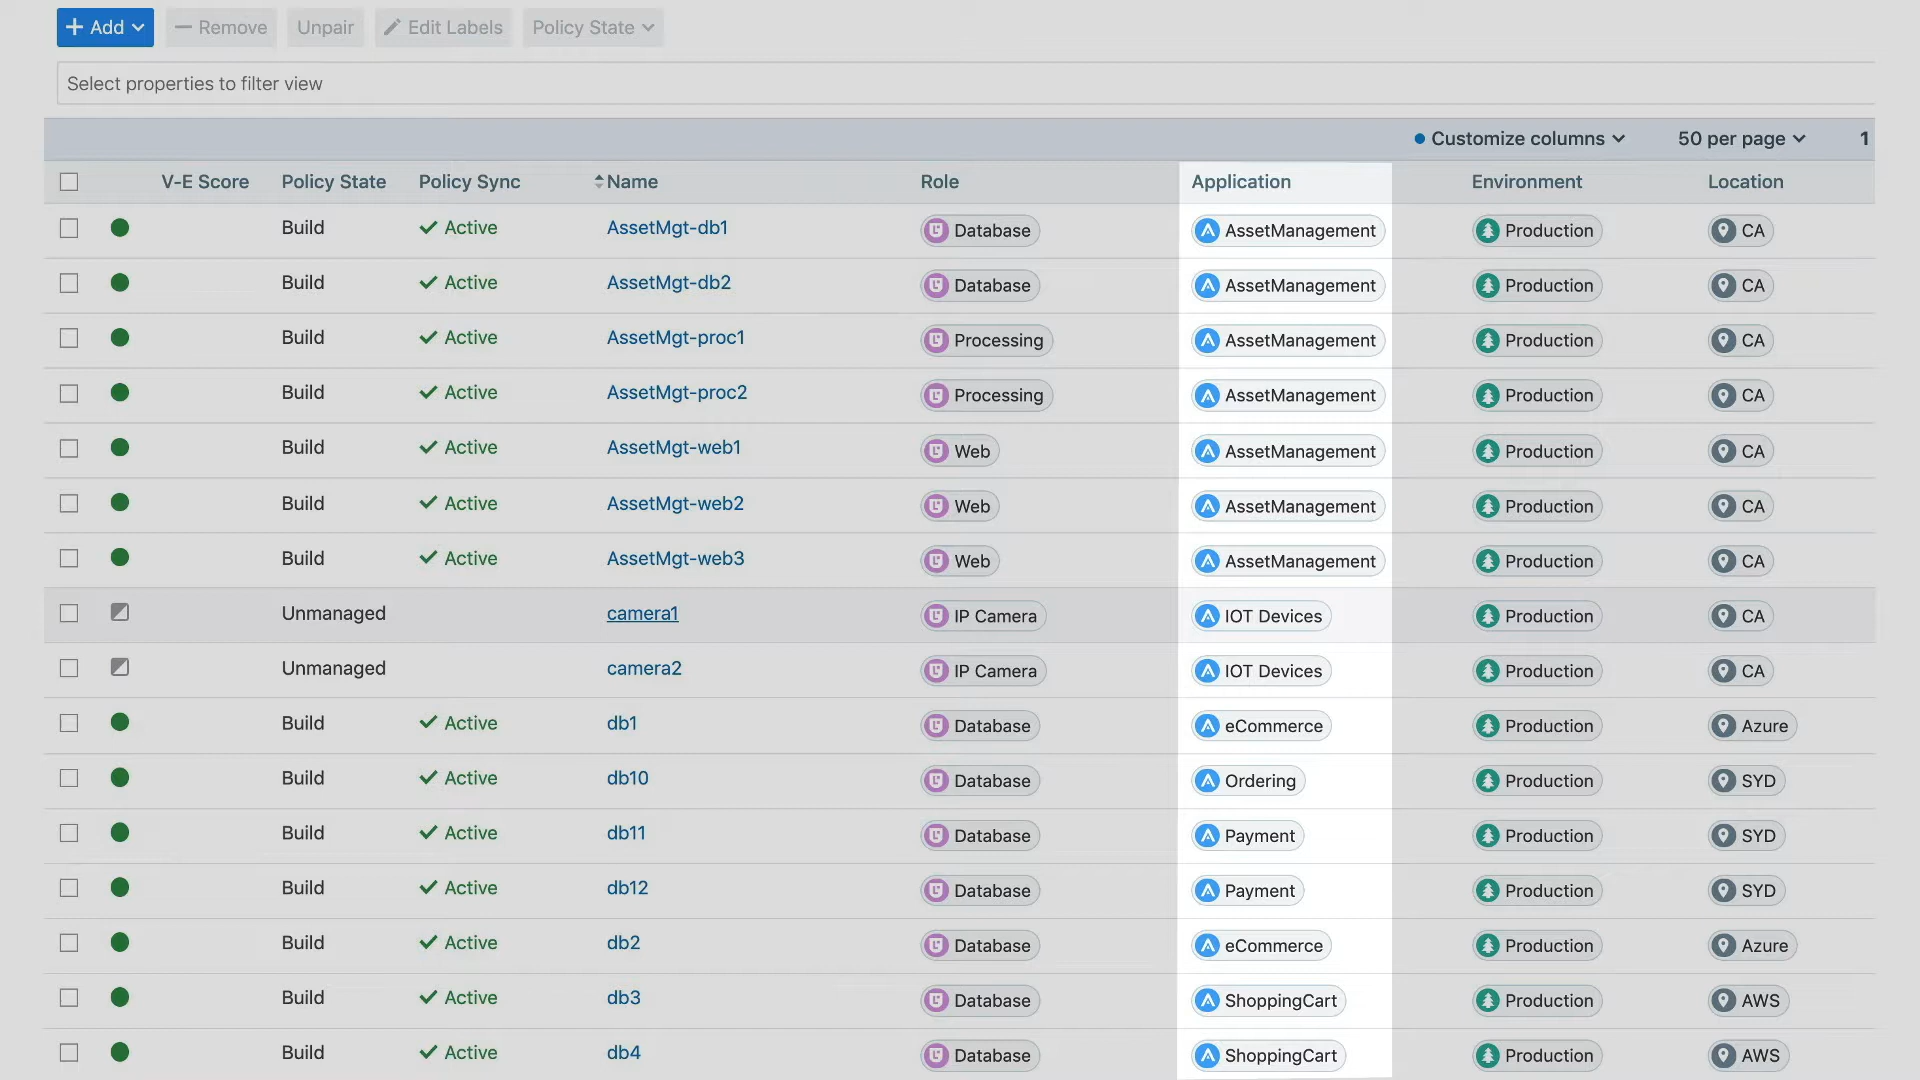 Add Remove Unpair Edit Labels Policy State
Select properties to filter view
Customize columns 50 per page 1
V-E Score Policy State Policy Sync Name Role Application Environment Location
Build Active AssetMgt-db1 Database AssetManagement Production CA
Build Active AssetMgt-db2 Database AssetManagement Production CA
Build Active AssetMgt-proc1 Processing AssetManagement Production CA
Build Active AssetMgt-proc2 Processing AssetManagement Production CA
Build Active AssetMgt-web1 Web AssetManagement Production CA
Build Active AssetMgt-web2 Web AssetManagement Production CA
Build Active AssetMgt-web3 Web AssetManagement Production CA
Unmanaged camera1 IP Camera IOT Devices Production CA
Unmanaged camera2 IP Camera IOT Devices Production CA
Build Active db1 Database eCommerce Production Azure
Build Active db10 Database Ordering Production SYD
Build Active db11 Database Payment Production SYD
Build Active db12 Database Payment Production SYD
Build Active db2 Database eCommerce Production Azure
Build Active db3 Database ShoppingCart Production AWS
Build Active db4 Database ShoppingCart Production AWS